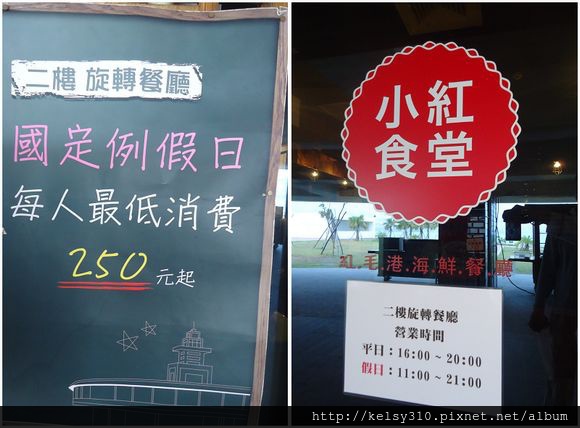 二樓 旋轉餐廳
國定例假日
每人最低消費
250 元起
小紅
食堂
紅.毛.港.海.鮮.餐.廳
二樓旋轉餐廳
營業時間
平日：16:00 ~ 20:00
假日：11:00 ~ 21:00
http://kelsy310.pixnet.net/album